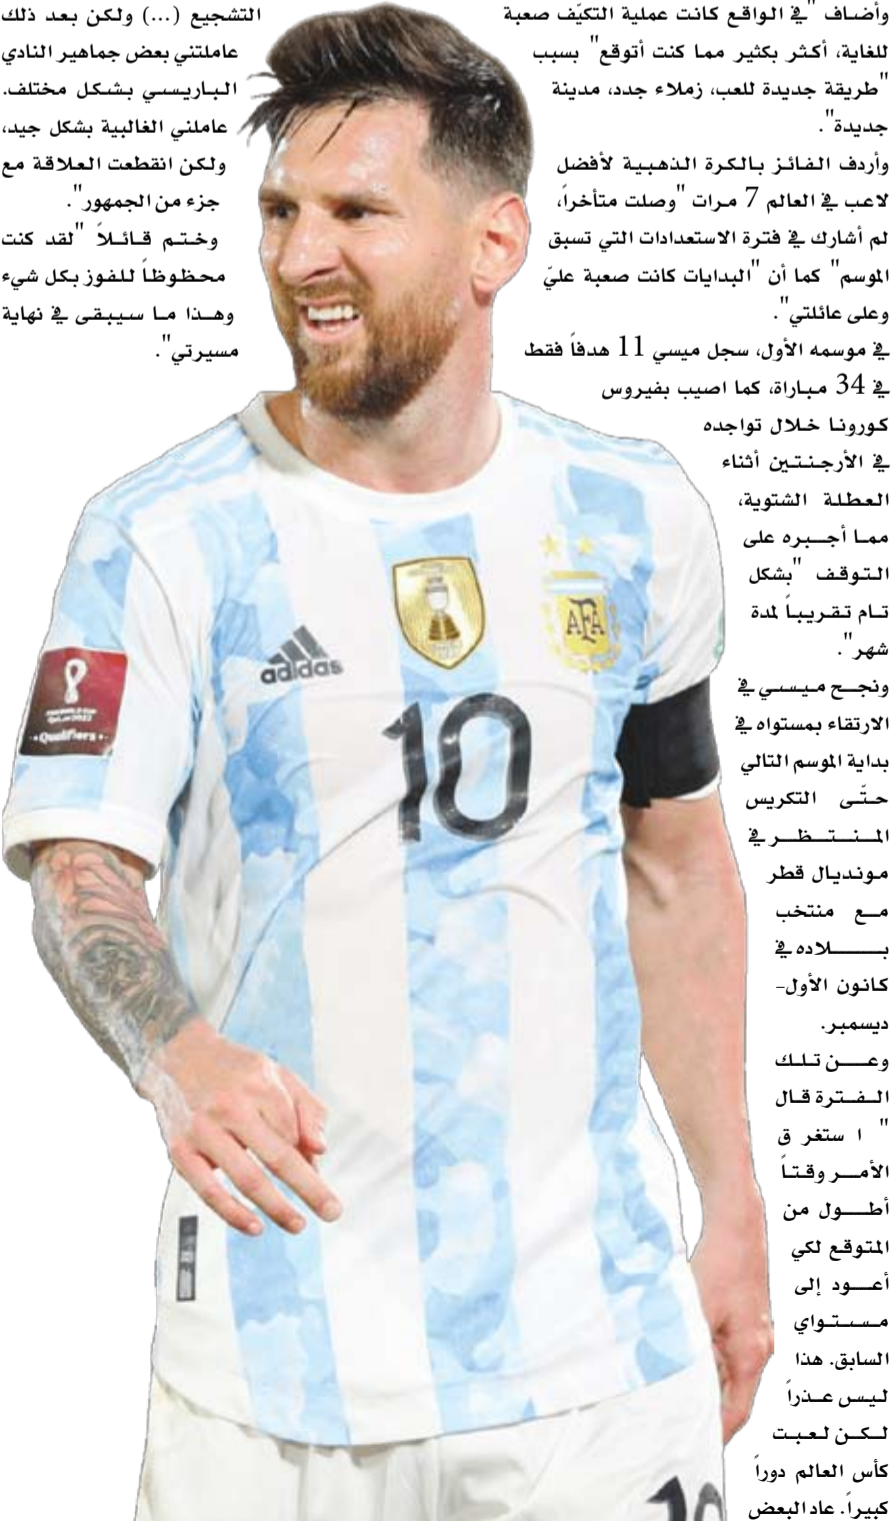 وأضاف "في الواقع كانت عملية التكيّف صعبة
للغاية، أكثر بكثير مما كنت أتوقع" بسبب
"طريقة جديدة للعب، زملاء جدد، مدينة
جديدة".
وأردف الفائز بالكرة الذهبية لأفضل
لاعب في العالم 7 مرات "وصلت متأخراً،
لم أشارك في فترة الاستعدادات التي تسبق
الموسم" كما أن "البدايات كانت صعبة عليّ
وعلى عائلتي".
في موسمه الأول، سجل ميسي 11 هدفاً فقط
في 34 مباراة، كما اصيب بفيروس
كورونا خلال تواجده
في الأرجنتين أثناء
العطلة الشتوية،
مما أجبره على
التوقف "بشكل
تام تقريباً لمدة
شهر".
ونجح ميسي في
الارتقاء بمستواه في
بداية الموسم التالي
حتّى التكريس
المنتظر في
مونديال قطر
مع منتخب
بلاده في
كانون الأول-
ديسمبر.
وعن تلك
الفترة قال
" ا ستغر ق
الأمر وقتاً
أطول من
المتوقع لكي
أعود إلى
مستواي
السابق. هذا
ليس عذراً
لكن لعبت
كأس العالم دوراً
كبيراً. عاد البعض
التشجيع (...) ولكن بعد ذلك
عاملتني بعض جماهير النادي
الباريسي بشكل مختلف.
عاملني الغالبية بشكل جيد،
ولكن انقطعت العلاقة مع
جزء من الجمهور".
وختم قائلاً "لقد كنت
محظوظاً للفوز بكل شيء
وهذا ما سيبقى في نهاية
مسيرتي".
adidas
AFA
10
Qualifiers
10